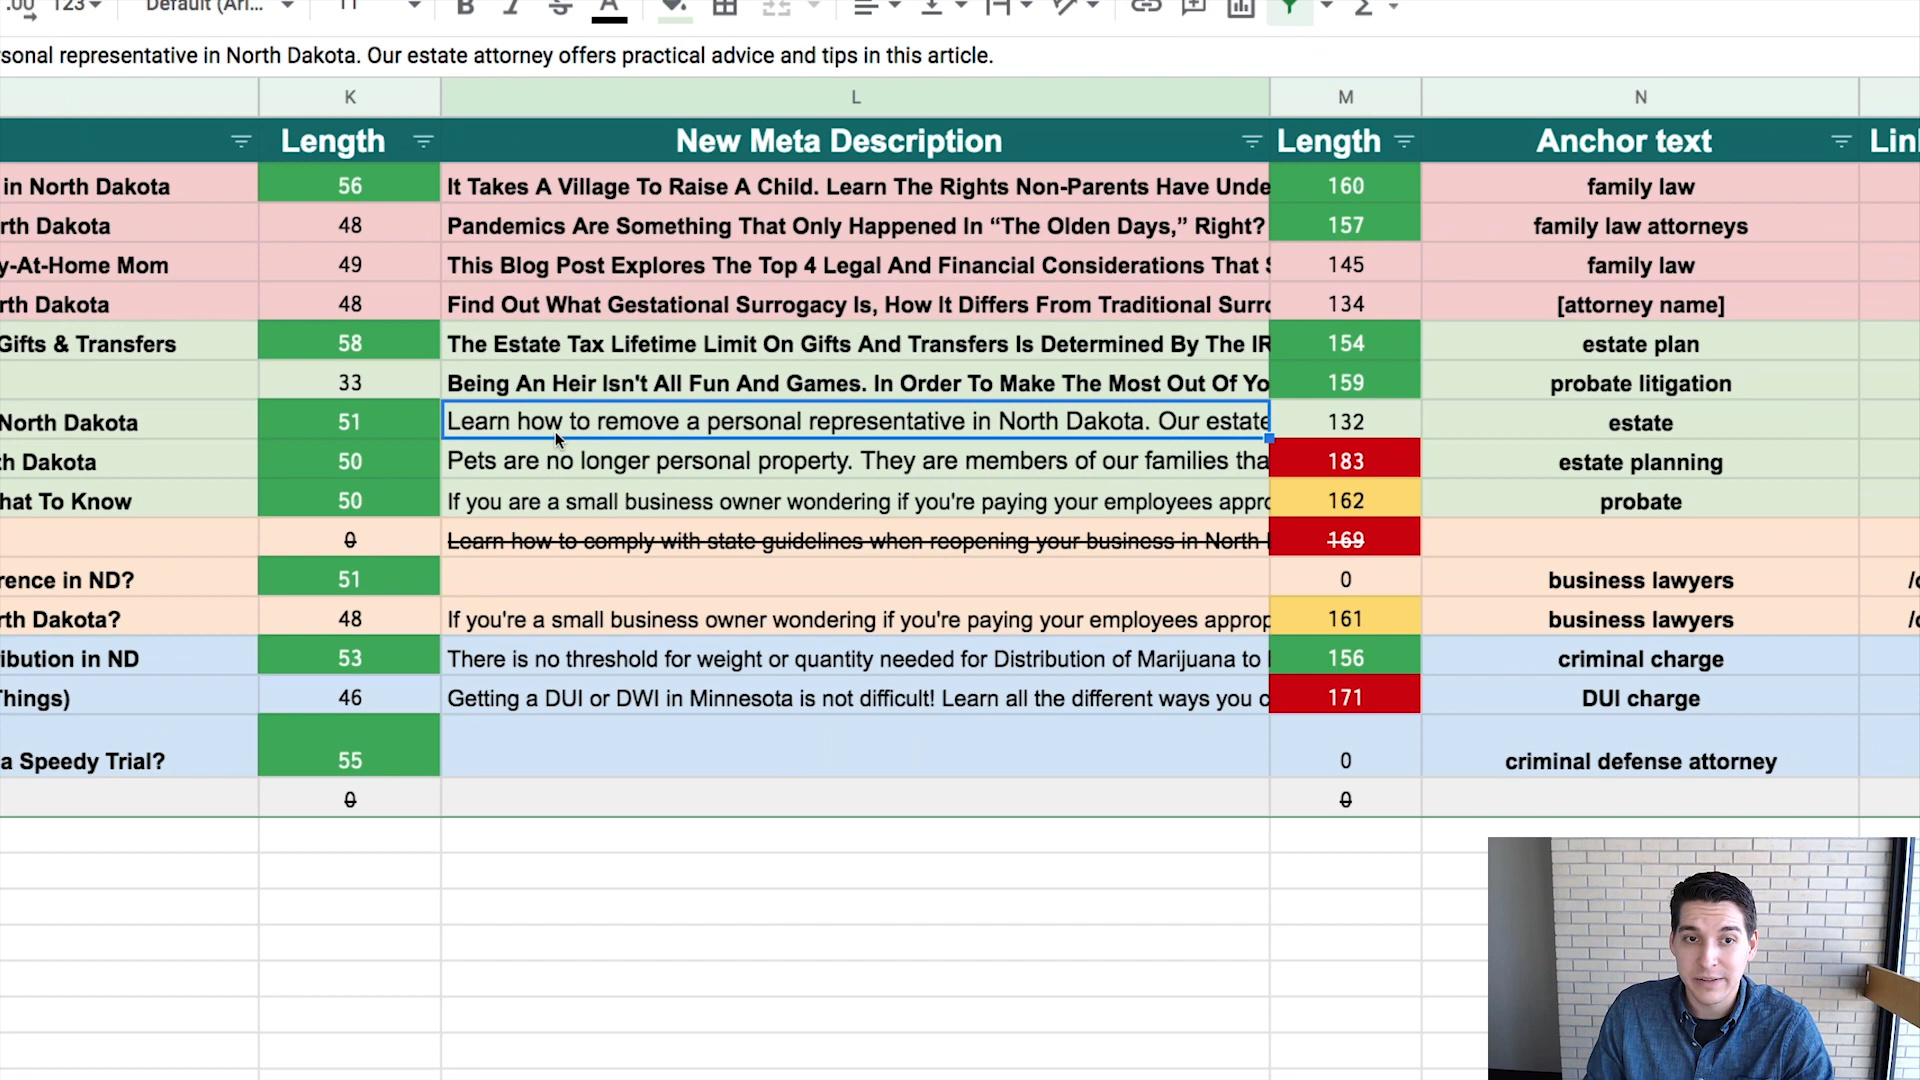 .00 123 Default (Ari... 11 B I S A Σ
sonal representative in North Dakota. Our estate attorney offers practical advice and tips in this article.
K L M N
Length New Meta Description Length Anchor text Lin
in North Dakota 56 It Takes A Village To Raise A Child. Learn The Rights Non-Parents Have Unde 160 family law
rth Dakota 48 Pandemics Are Something That Only Happened In “The Olden Days,” Right? 157 family law attorneys
y-At-Home Mom 49 This Blog Post Explores The Top 4 Legal And Financial Considerations That 145 family law
rth Dakota 48 Find Out What Gestational Surrogacy Is, How It Differs From Traditional Surro 134 [attorney name]
Gifts & Transfers 58 The Estate Tax Lifetime Limit On Gifts And Transfers Is Determined By The IR 154 estate plan
33 Being An Heir Isn't All Fun And Games. In Order To Make The Most Out Of Yo 159 probate litigation
North Dakota 51 Learn how to remove a personal representative in North Dakota. Our estate 132 estate
h Dakota 50 Pets are no longer personal property. They are members of our families tha 183 estate planning
hat To Know 50 If you are a small business owner wondering if you're paying your employees appro 162 probate
0 Learn how to comply with state guidelines when reopening your business in North 169
rence in ND? 51 0 business lawyers
rth Dakota? 48 If you're a small business owner wondering if you're paying your employees approp 161 business lawyers
ibution in ND 53 There is no threshold for weight or quantity needed for Distribution of Marijuana to 156 criminal charge
Things) 46 Getting a DUI or DWI in Minnesota is not difficult! Learn all the different ways you c 171 DUI charge
a Speedy Trial? 55 0 criminal defense attorney
0 0